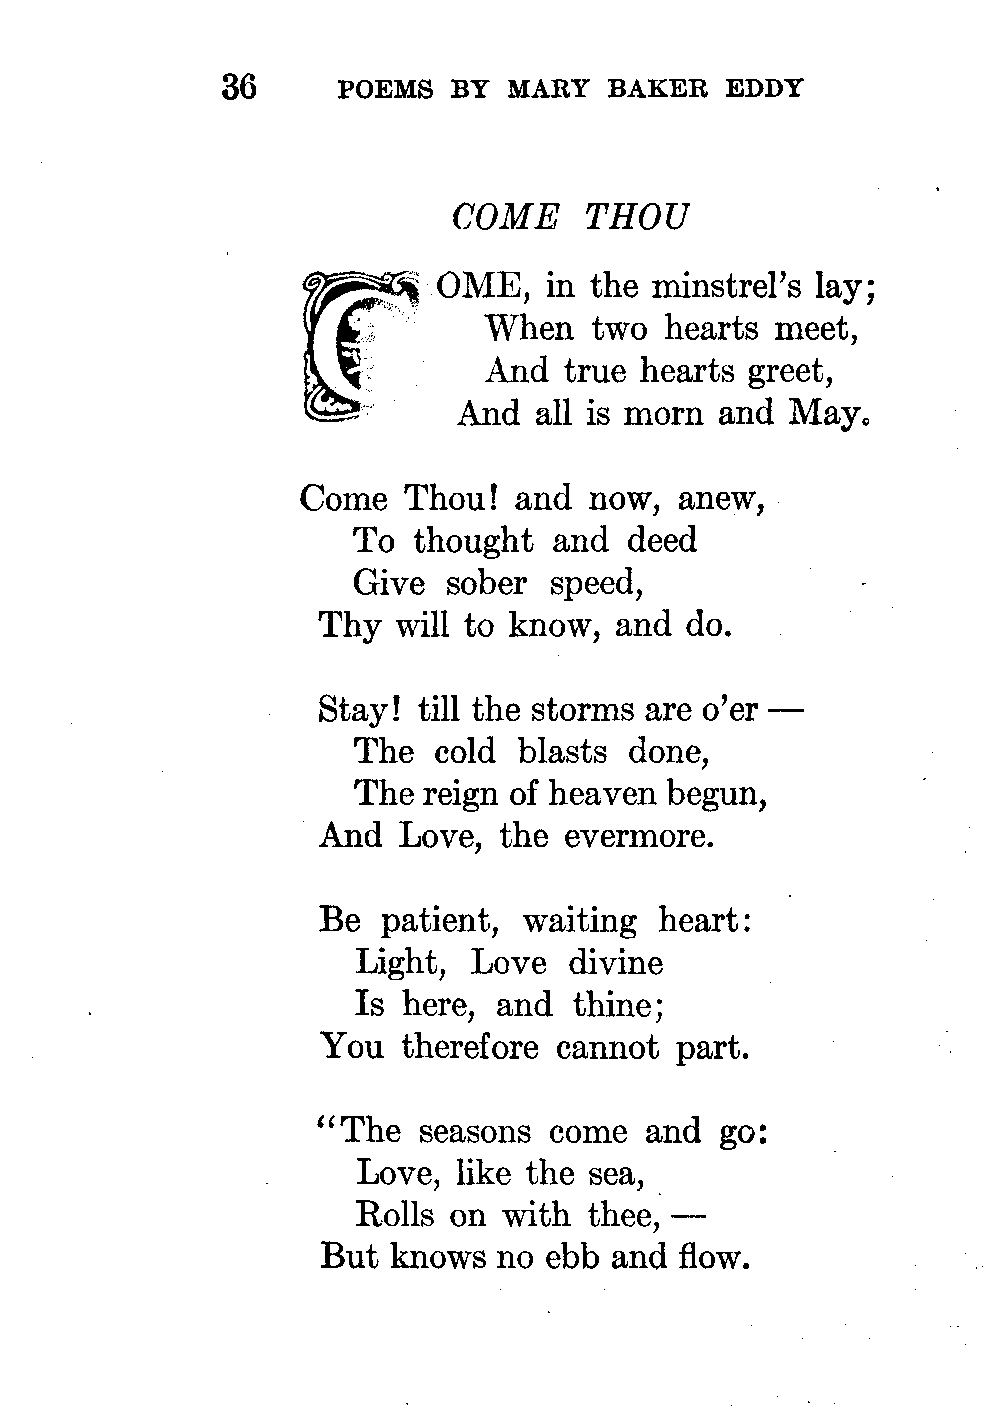 36 POEMS BY MARY BAKER EDDY
COME THOU
COME, in the minstrel's lay;
When two hearts meet,
And true hearts greet,
And all is morn and May.
Come Thou! and now, anew,
To thought and deed
Give sober speed,
Thy will to know, and do.
Stay! till the storms are o'er —
The cold blasts done,
The reign of heaven begun,
And Love, the evermore.
Be patient, waiting heart:
Light, Love divine
Is here, and thine;
You therefore cannot part.
"The seasons come and go:
Love, like the sea,
Rolls on with thee, —
But knows no ebb and flow.